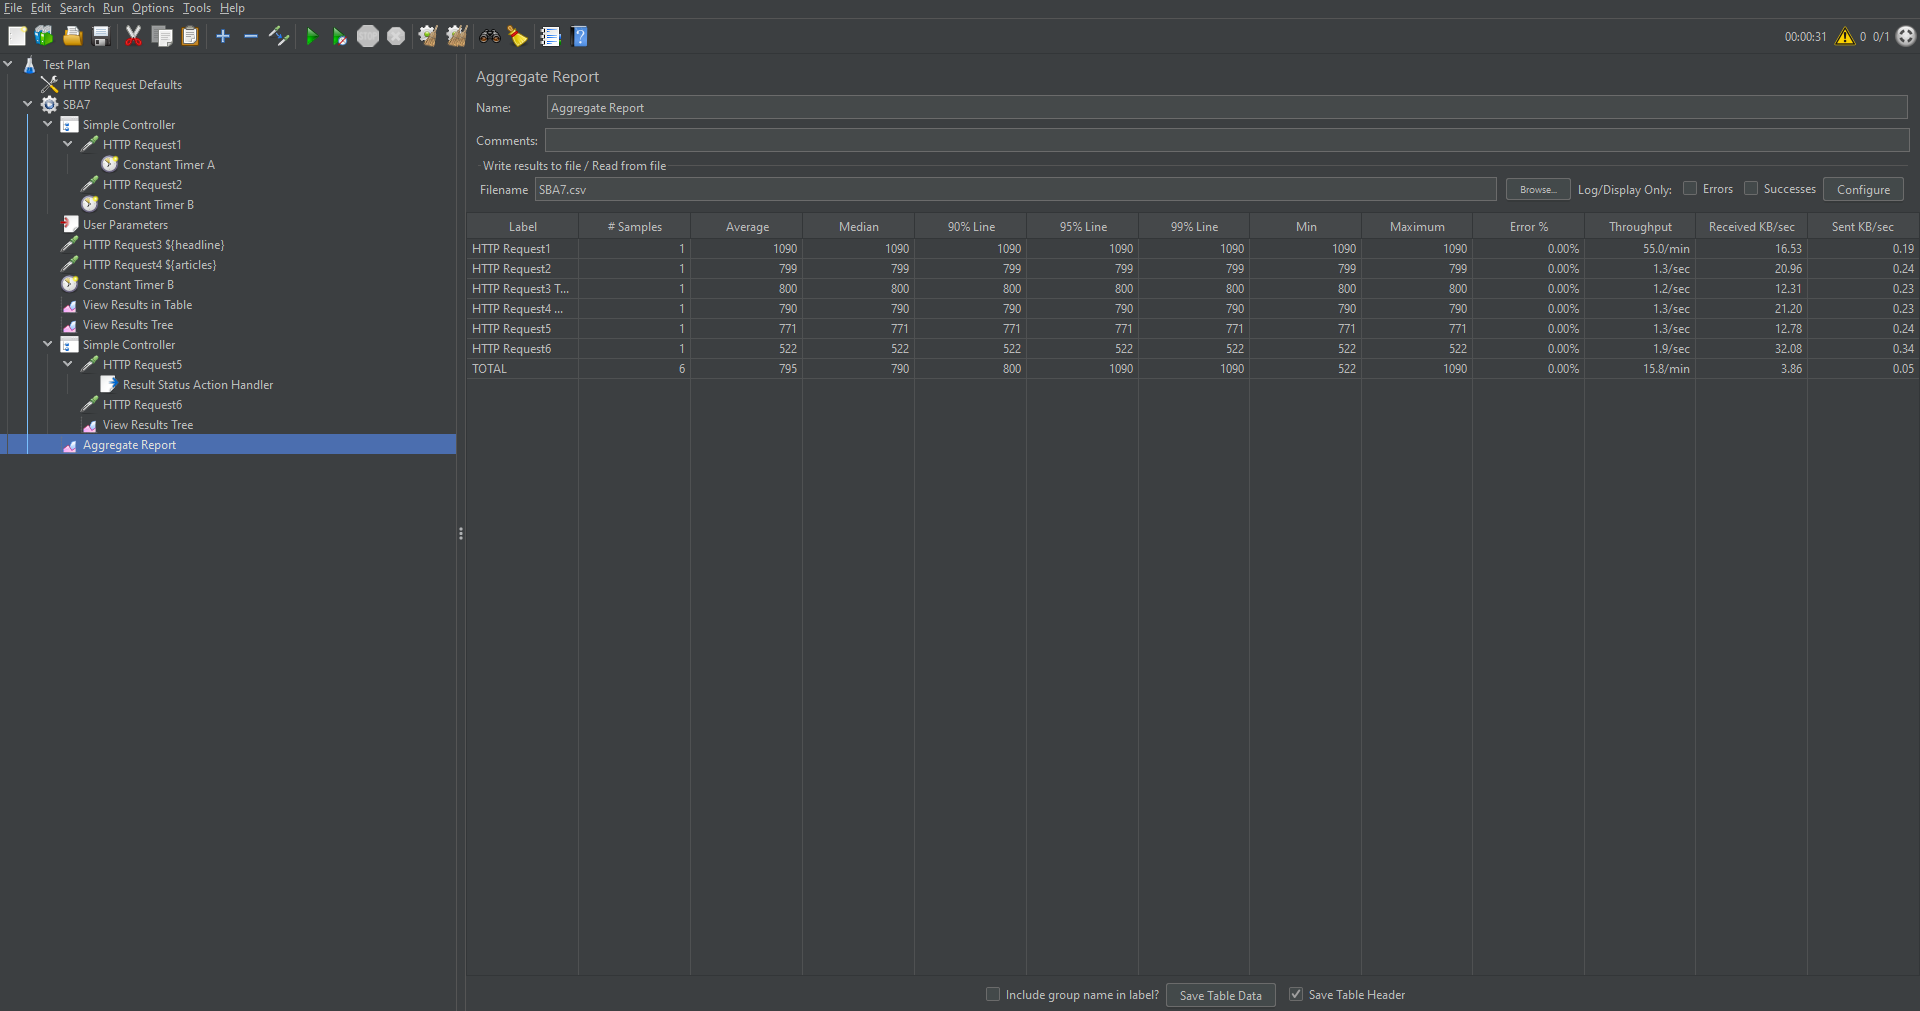 File Edit Search Run Options Tools Help
00:00:31 0 0/1
Test Plan
HTTP Request Defaults
SBA7
Simple Controller
HTTP Request1
Constant Timer A
HTTP Request2
Constant Timer B
User Parameters
HTTP Request3 ${headline}
HTTP Request4 ${articles}
Constant Timer B
View Results in Table
View Results Tree
Simple Controller
HTTP Request5
Result Status Action Handler
HTTP Request6
View Results Tree
Aggregate Report
Aggregate Report
Name: Aggregate Report
Comments:
Write results to file / Read from file
Filename SBA7.csv Browse... Log/Display Only: Errors Successes Configure
Label # Samples Average Median 90% Line 95% Line 99% Line Min Maximum Error % Throughput Received KB/sec Sent KB/sec
HTTP Request1 1 1090 1090 1090 1090 1090 1090 1090 0.00% 55.0/min 16.53 0.19
HTTP Request2 1 799 799 799 799 799 799 799 0.00% 1.3/sec 20.96 0.24
HTTP Request3 T... 1 800 800 800 800 800 800 800 0.00% 1.2/sec 12.31 0.23
HTTP Request4 ... 1 790 790 790 790 790 790 790 0.00% 1.3/sec 21.20 0.23
HTTP Request5 1 771 771 771 771 771 771 771 0.00% 1.3/sec 12.78 0.24
HTTP Request6 1 522 522 522 522 522 522 522 0.00% 1.9/sec 32.08 0.34
TOTAL 6 795 790 800 1090 1090 522 1090 0.00% 15.8/min 3.86 0.05
Include group name in label? Save Table Data Save Table Header